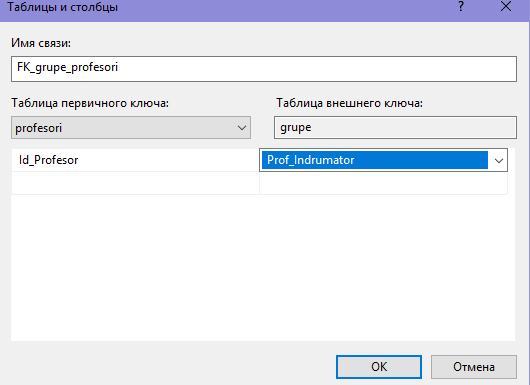 Таблицы и столбцы
?
Имя связи:
FK_grupe_profesori
Таблица первичного ключа:
Таблица внешнего ключа:
profesori
grupe
Id_Profesor
Prof_Indrumator
OK
Отмена